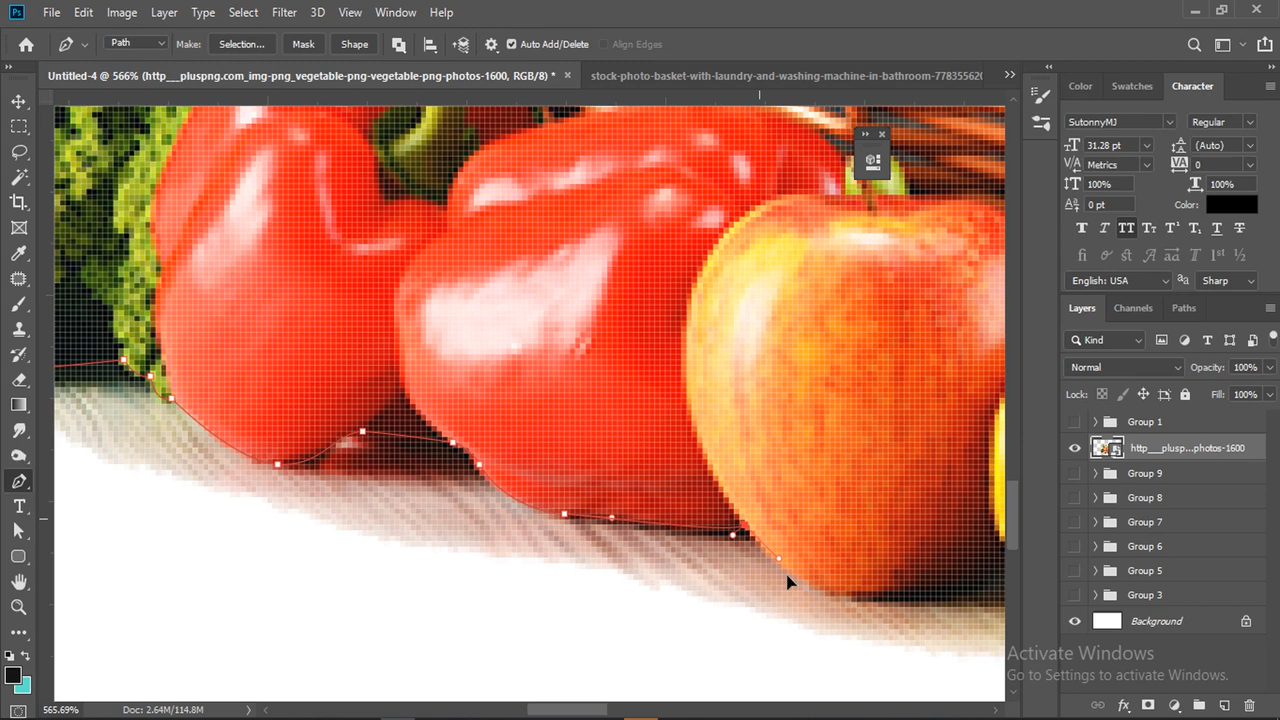 Ps File Edit Image Layer Type Select Filter 3D View Window Help
Path Make: Selection... Mask Shape Auto Add/Delete Align Edges
Untitled-4 @ 566% (http___pluspng.com_img-png_vegetable-png-vegetable-png-photos-1600, RGB/8) * × stock-photo-basket-with-laundry-and-washing-machine-in-bathroom-778355620
Color Swatches Character
SutonnyMJ Regular
31.28 pt (Auto)
Metrics 0
100% 100%
0 pt Color:
English: USA Sharp
Layers Channels Paths
Kind
Normal Opacity: 100%
Lock: Fill: 100%
Group 1
http___plusp...photos-1600
Group 9
Group 8
Group 7
Group 6
Group 5
Group 3
Background
Activate Windows
Go to Settings to activate Windows.
565.69% Doc: 2.64M/114.8M